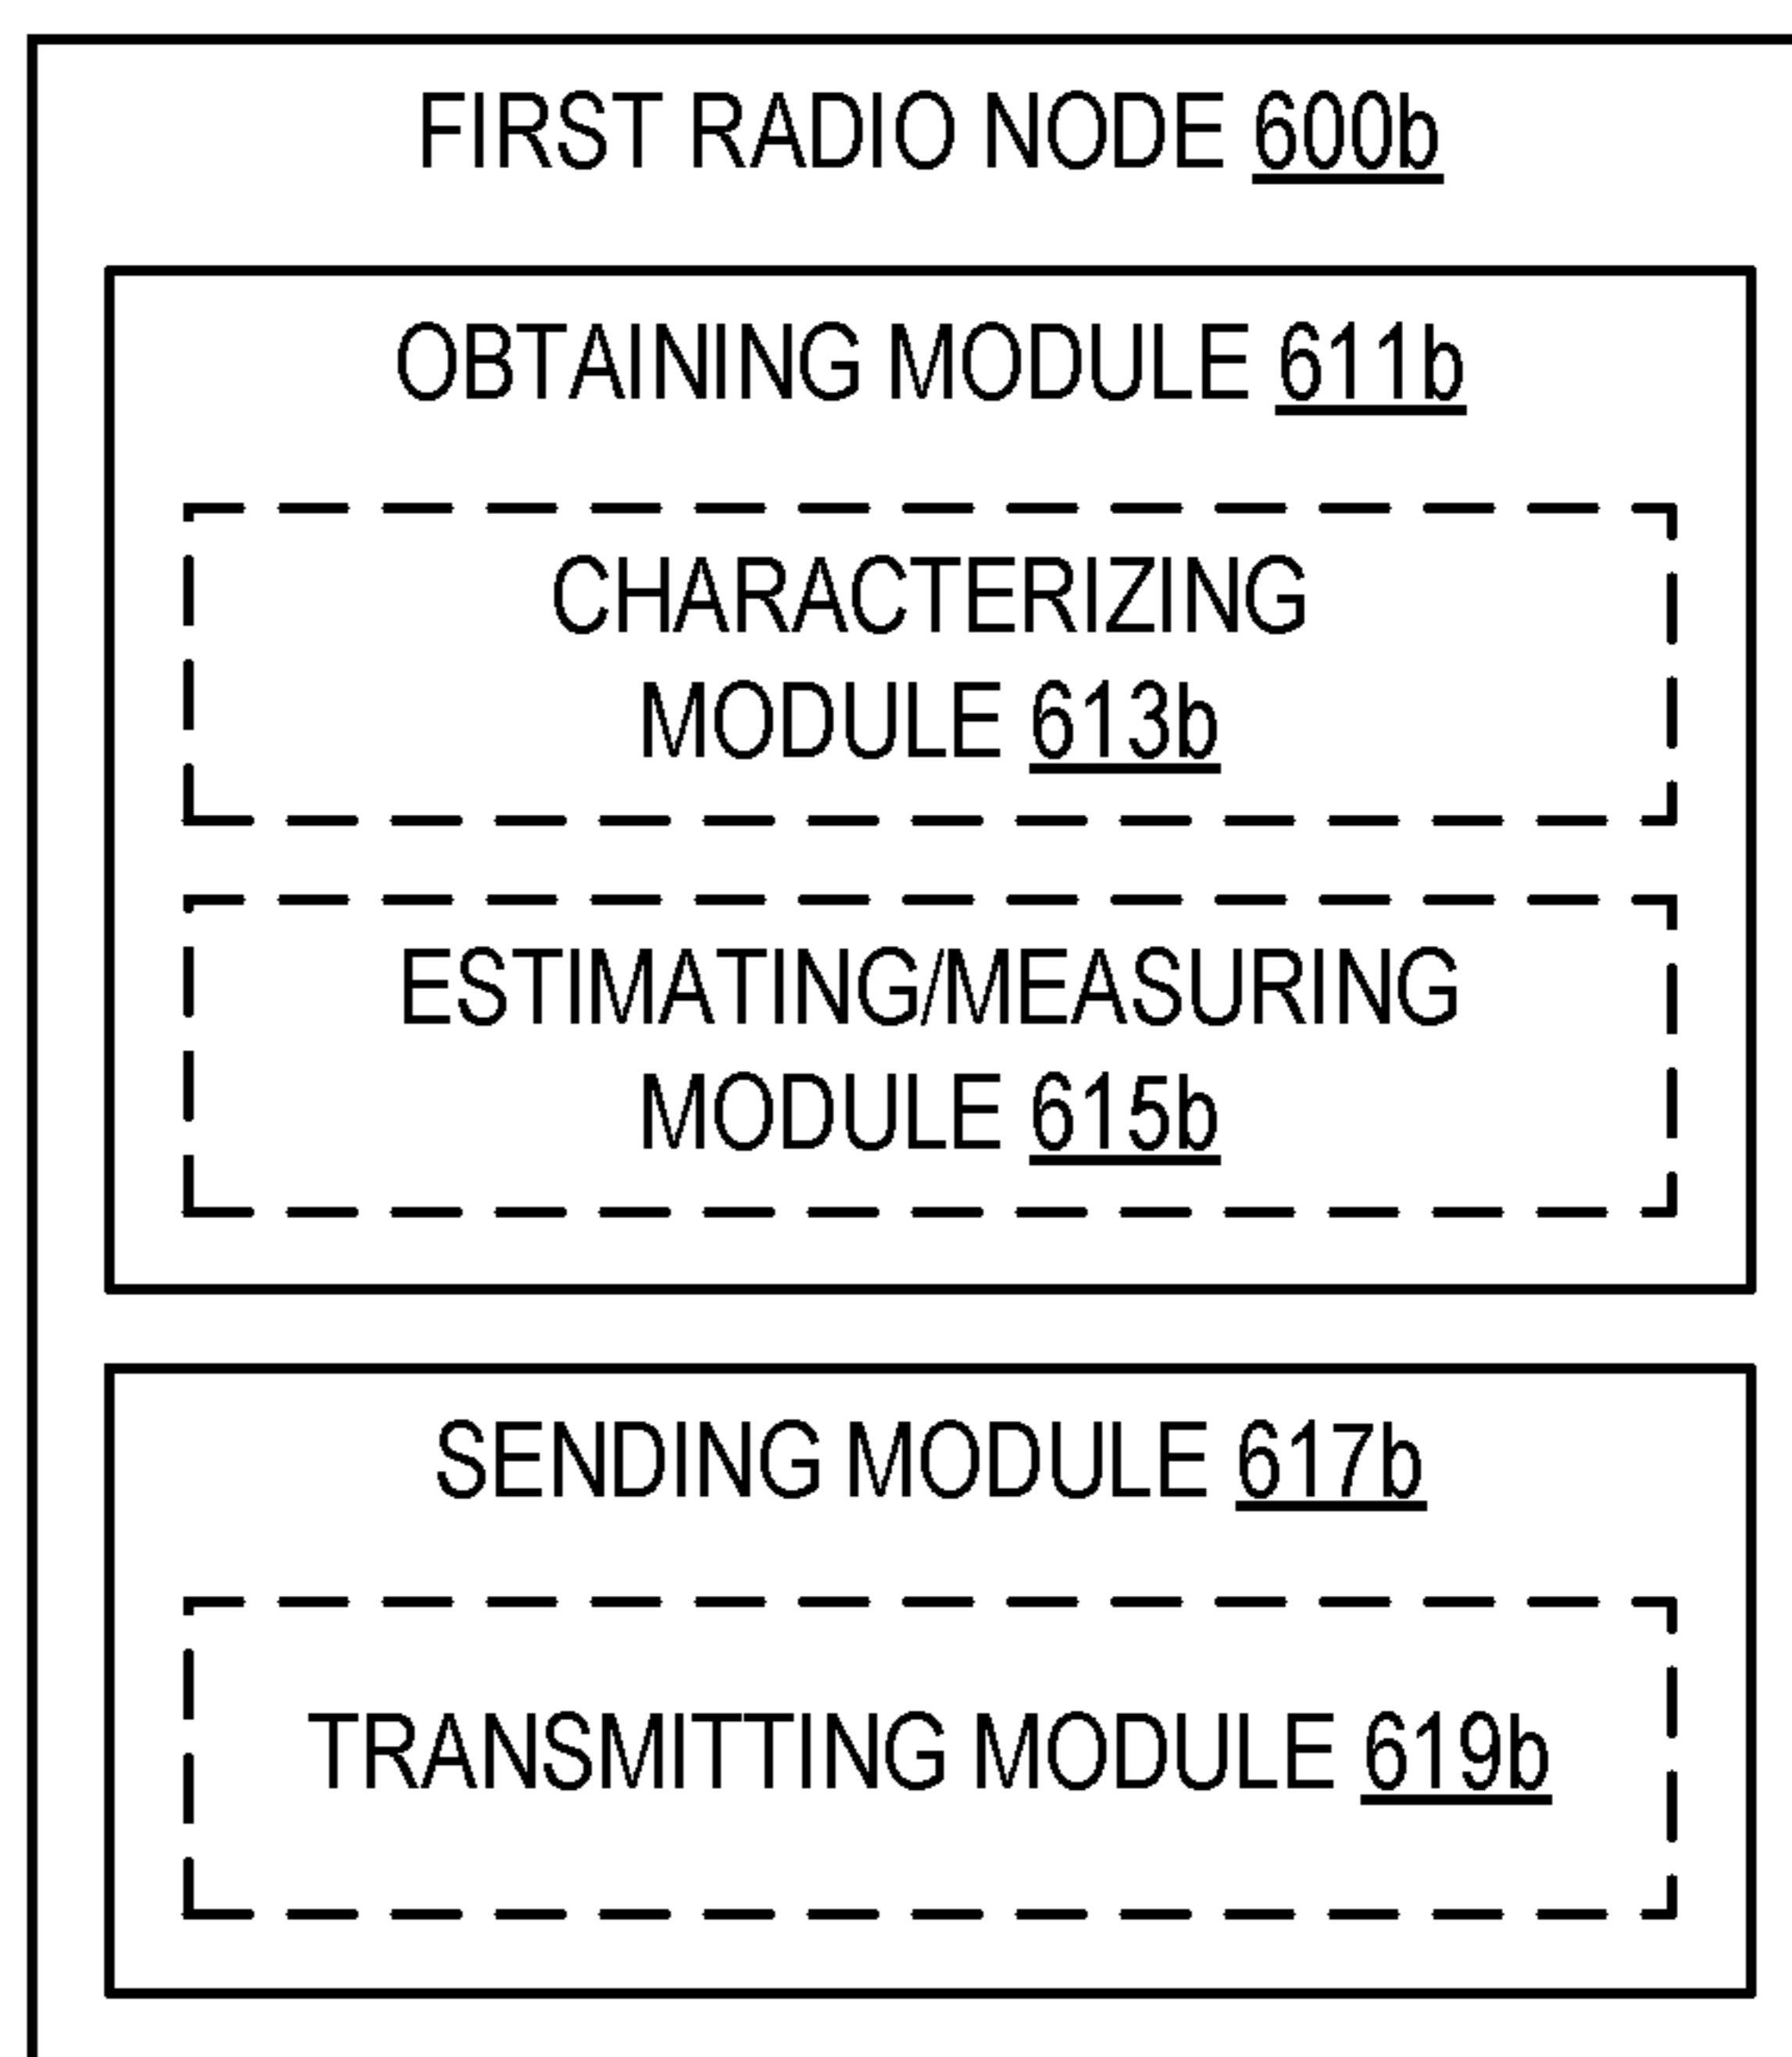 FIRST RADIO NODE 600b
OBTAINING MODULE 611b
CHARACTERIZING
MODULE 613b
ESTIMATING/MEASURING
MODULE 615b
SENDING MODULE 617b
TRANSMITTING MODULE 619b